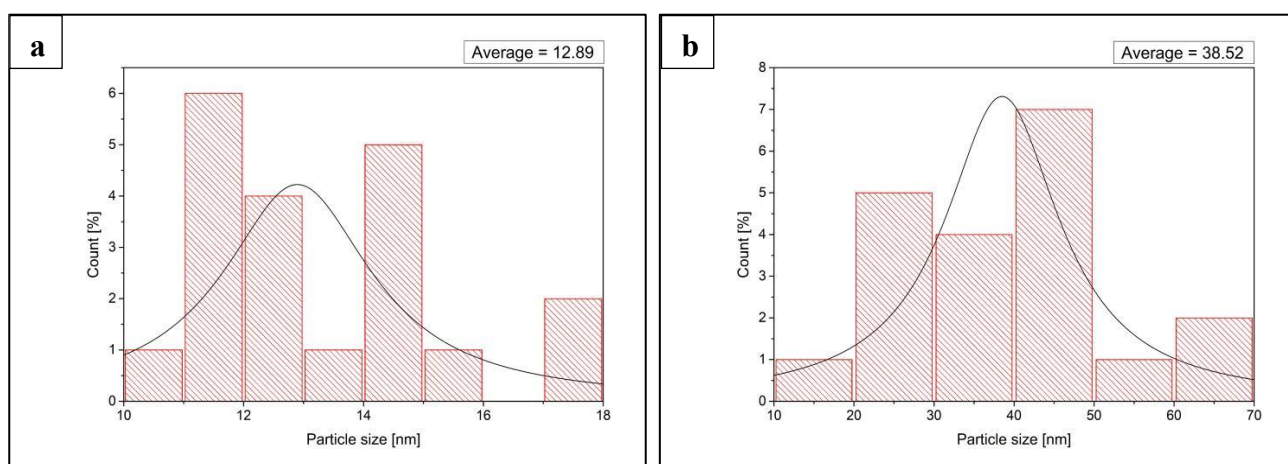 a
Average = 12.89
Count [%]
6
5
4
3
2
1
0
10 12 14 16 18
Particle size [nm]
b
Average = 38.52
Count [%]
8
7
6
5
4
3
2
1
0
10 20 30 40 50 60 70
Particle size [nm]